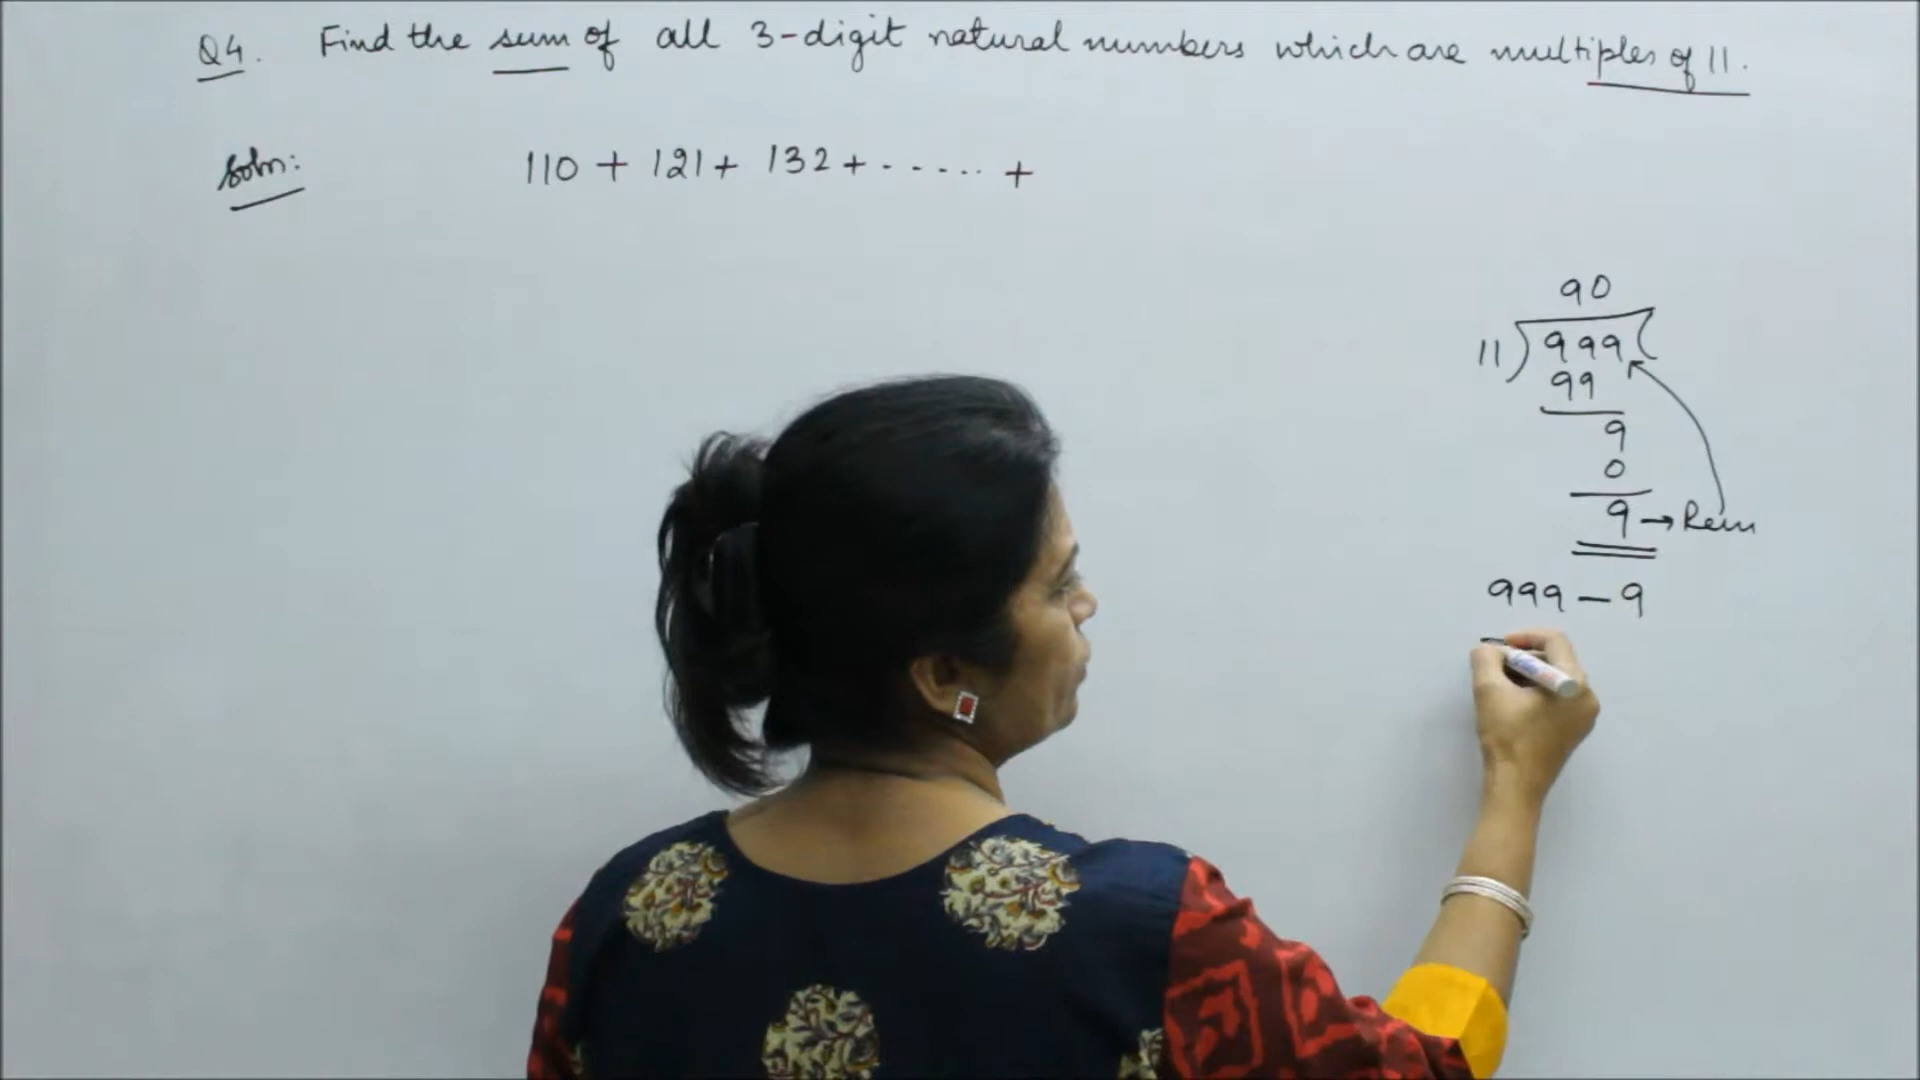 Q4. Find the sum of all 3-digit natural numbers which are multiples of 11.
Soln: 110 + 121 + 132 + ...... +
90
11) 999 (
99
9
0
9 → Rem
999 - 9